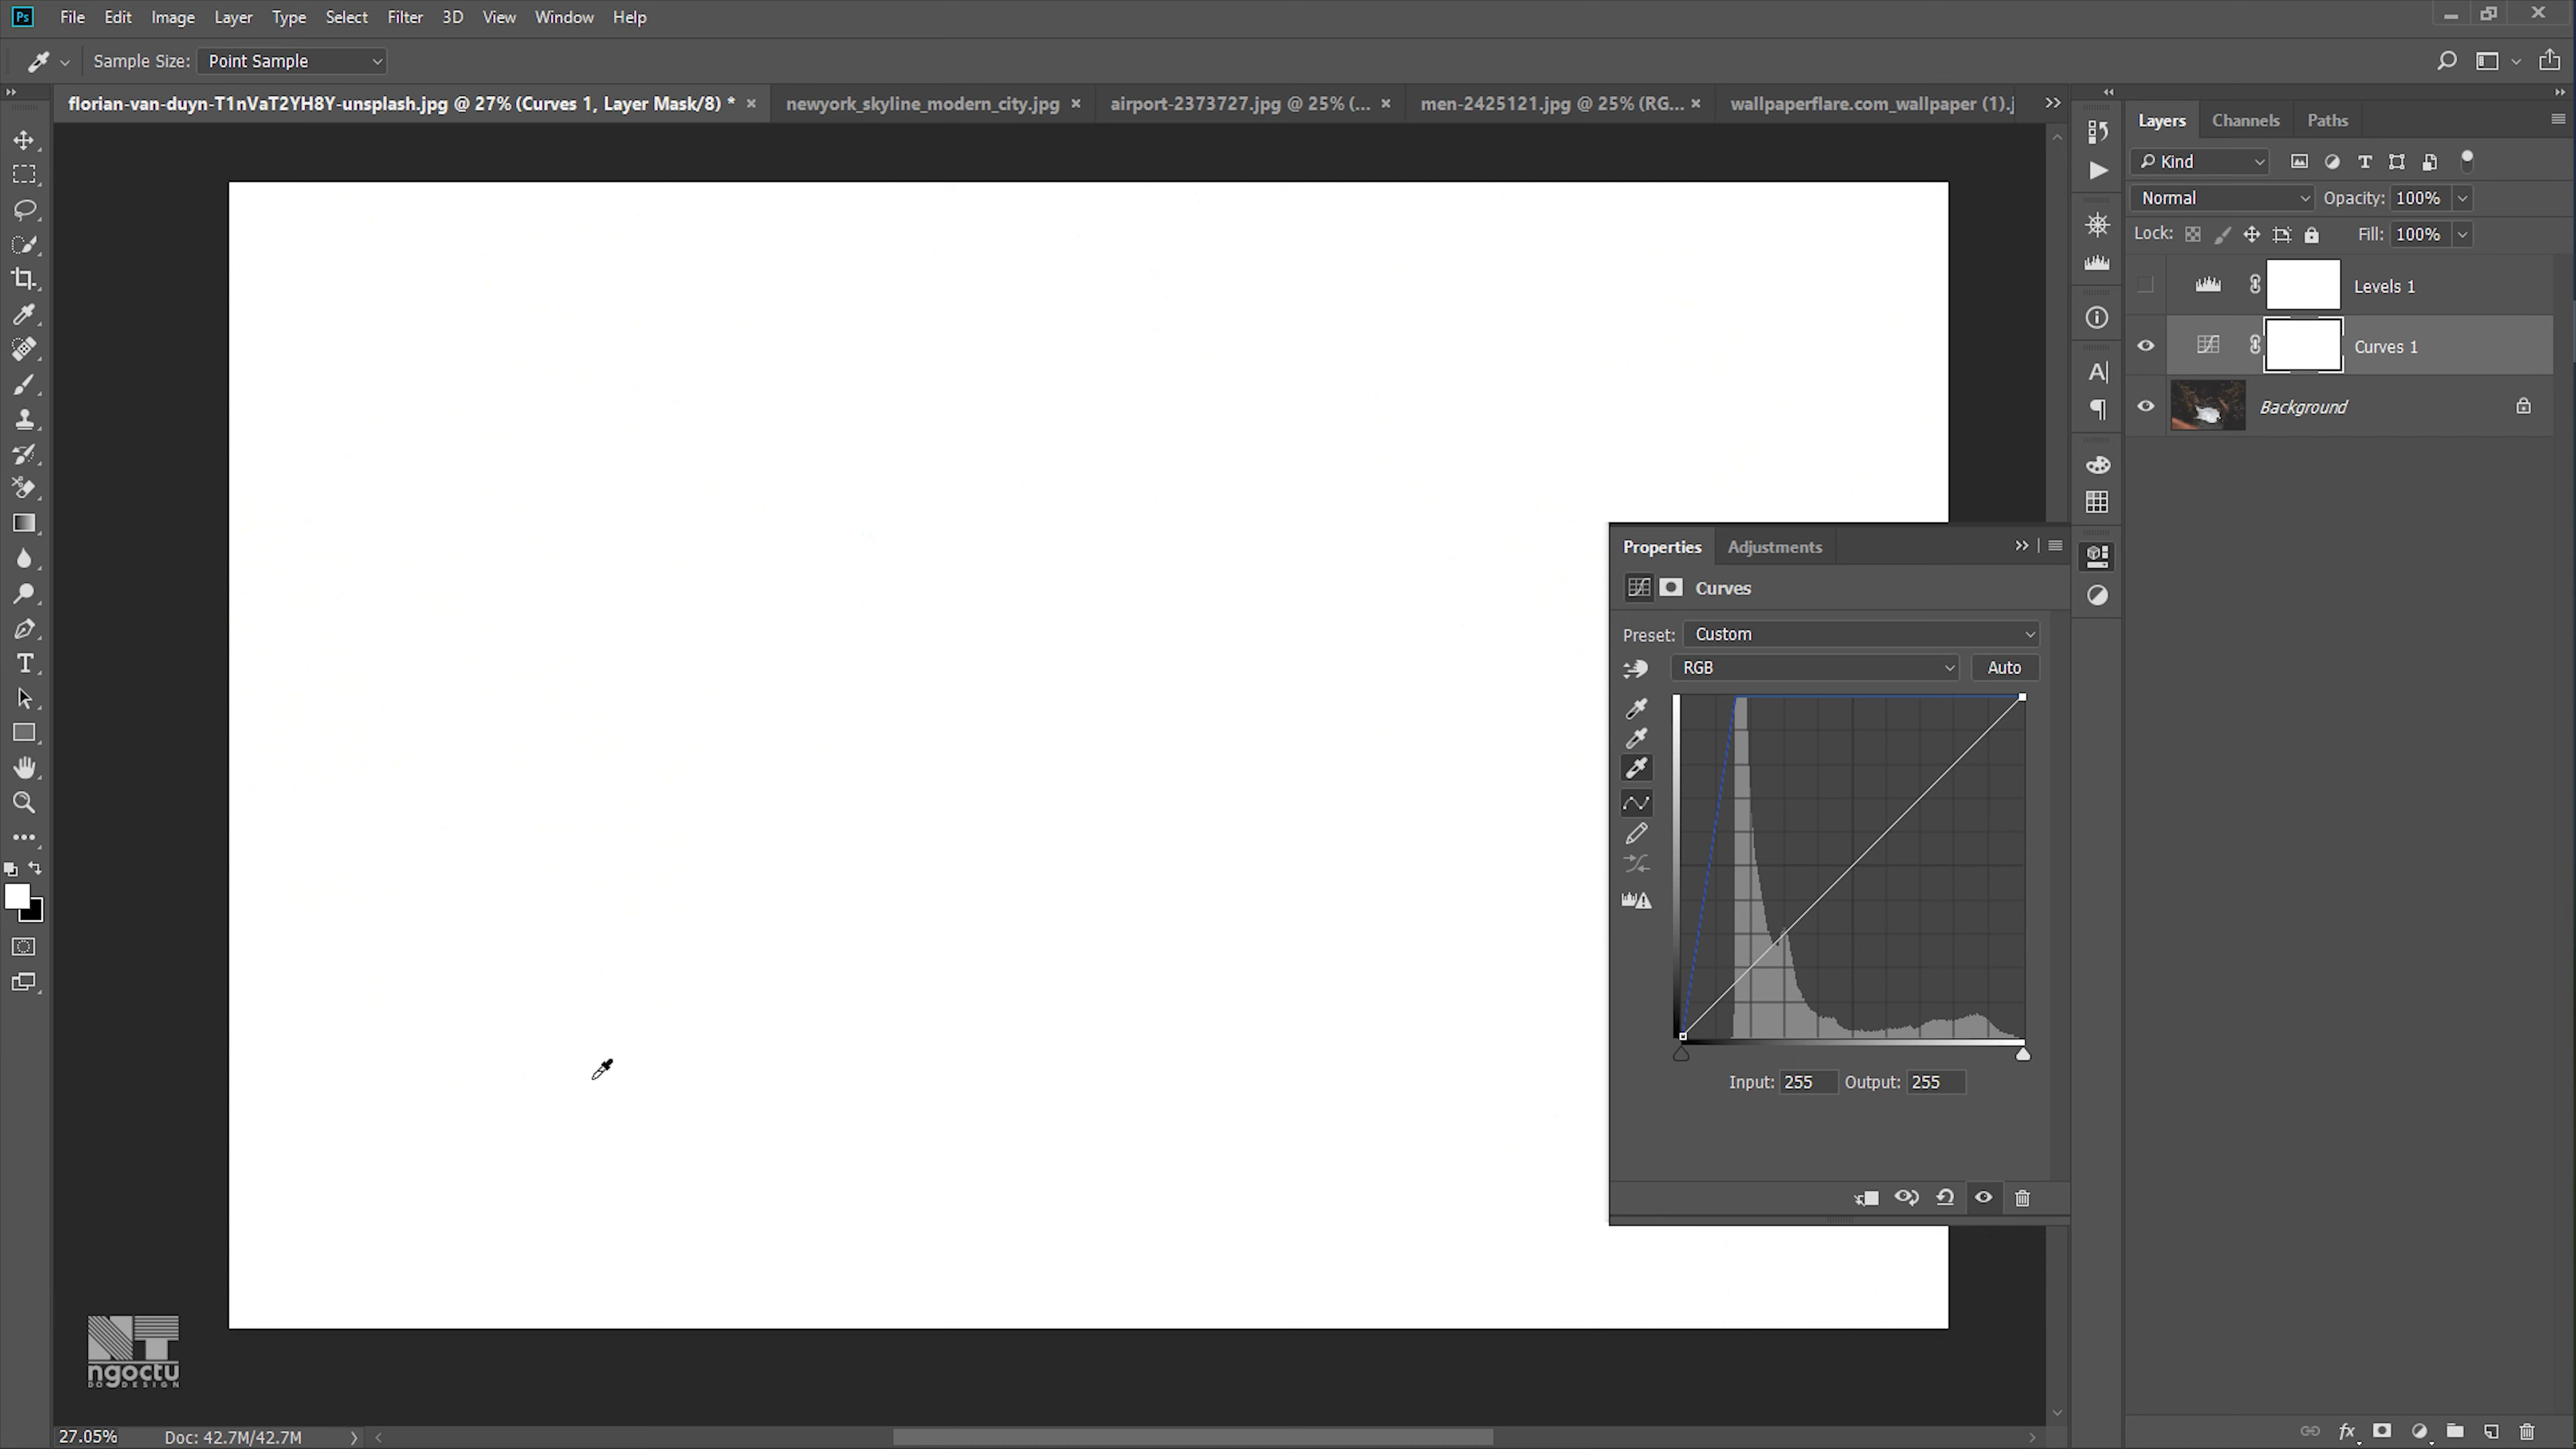 Ps File Edit Image Layer Type Select Filter 3D View Window Help
Sample Size: Point Sample
florian-van-duyn-T1nVaT2YH8Y-unsplash.jpg @ 27% (Curves 1, Layer Mask/8) *
newyork_skyline_modern_city.jpg
airport-2373727.jpg @ 25% (...
men-2425121.jpg @ 25% (RG...
wallpaperflare.com_wallpaper (1).j
Layers Channels Paths
Kind
Normal Opacity: 100%
Lock: Fill: 100%
Levels 1
Curves 1
Background
Properties Adjustments
Curves
Preset: Custom
RGB Auto
Input: 255 Output: 255
NT
ngoctu
DO DESIGN
27.05% Doc: 42.7M/42.7M